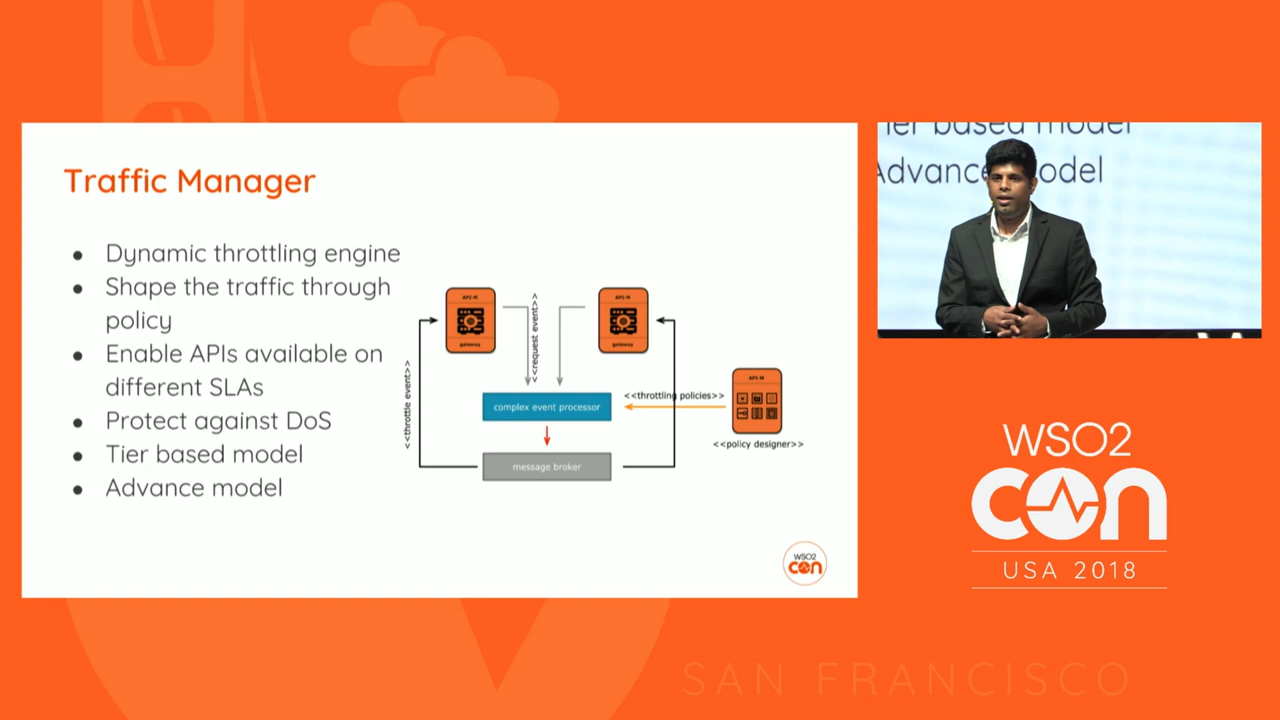 Traffic Manager
● Dynamic throttling engine
● Shape the traffic through
policy
● Enable APIs available on
different SLAs
● Protect against DoS
● Tier based model
● Advance model
API-M
gateway
<<request event>>
API-M
gateway
<<throttle event>>
complex event processor
<<throttling policies>>
API-M
<<policy designer>>
message broker
WSO2
con
Tier based model
Advance Model
WSO2
con
USA 2018
SAN FRANCISCO